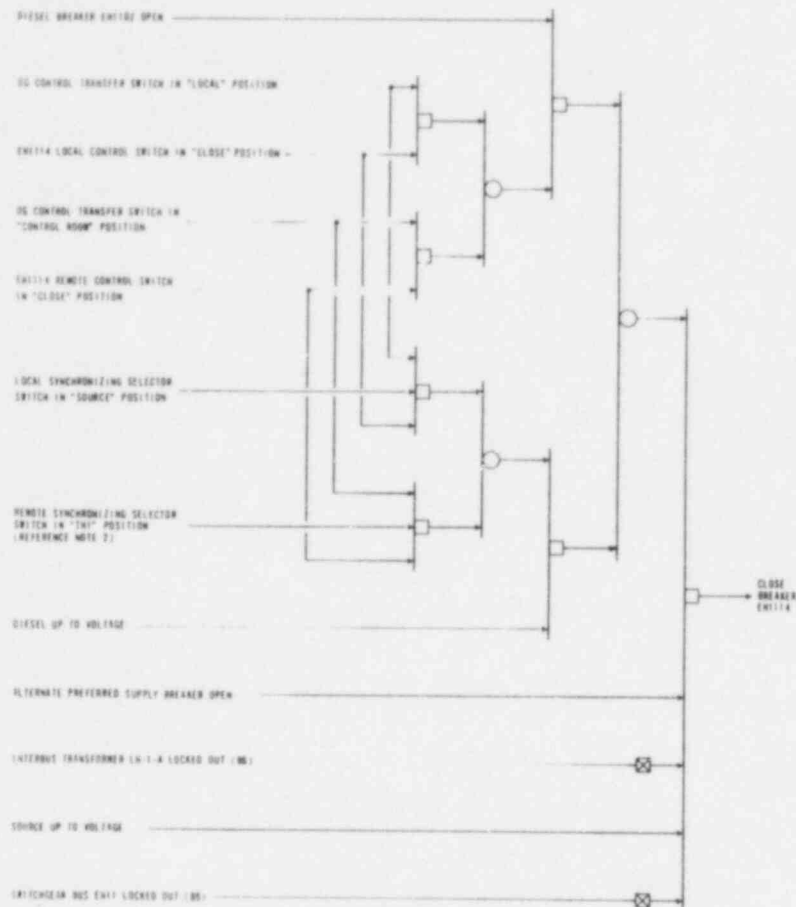 DIESEL BREAKER EH1102 OPEN
DG CONTROL TRANSFER SWITCH IN "LOCAL" POSITION
EH1114 LOCAL CONTROL SWITCH IN "CLOSE" POSITION
DG CONTROL TRANSFER SWITCH IN
"CONTROL ROOM" POSITION
EH1114 REMOTE CONTROL SWITCH
IN "CLOSE" POSITION
LOCAL SYNCHRONIZING SELECTOR
SWITCH IN "SOURCE" POSITION
REMOTE SYNCHRONIZING SELECTOR
SWITCH IN "TH1" POSITION
(REFERENCE NOTE 2)
DIESEL UP TO VOLTAGE
CLOSE
BREAKER
EH1114
ALTERNATE PREFERRED SUPPLY BREAKER OPEN
INTERBUS TRANSFORMER LH-1-A LOCKED OUT (86)
SOURCE UP TO VOLTAGE
SWITCHGEAR BUS EH11 LOCKED OUT (86)